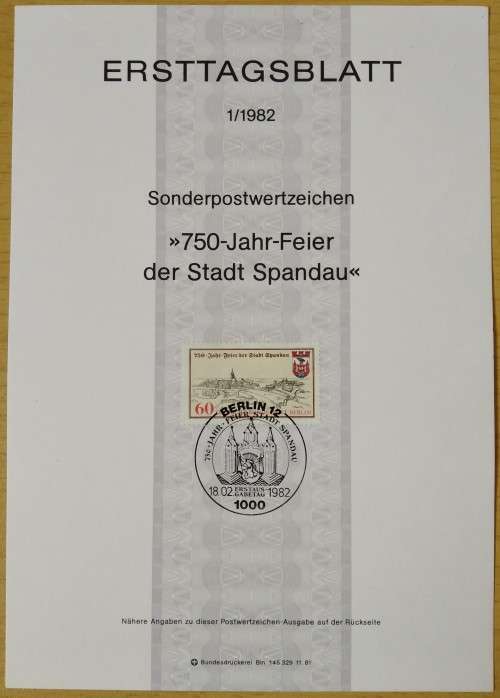 ERSTTAGSBLATT
1/1982
Sonderpostwertzeichen
»750-Jahr-Feier
der Stadt Spandau«
750-Jahr-Feier der Stadt Spandau
60
BERLIN
BERLIN 12
750-JAHR-FEIER STADT SPANDAU
18.02. ERSTAUS- 1982
GABETAG
1000
Nähere Angaben zu dieser Postwertzeichen-Ausgabe auf der Rückseite
Bundesdruckerei Bln 145 329 11.81